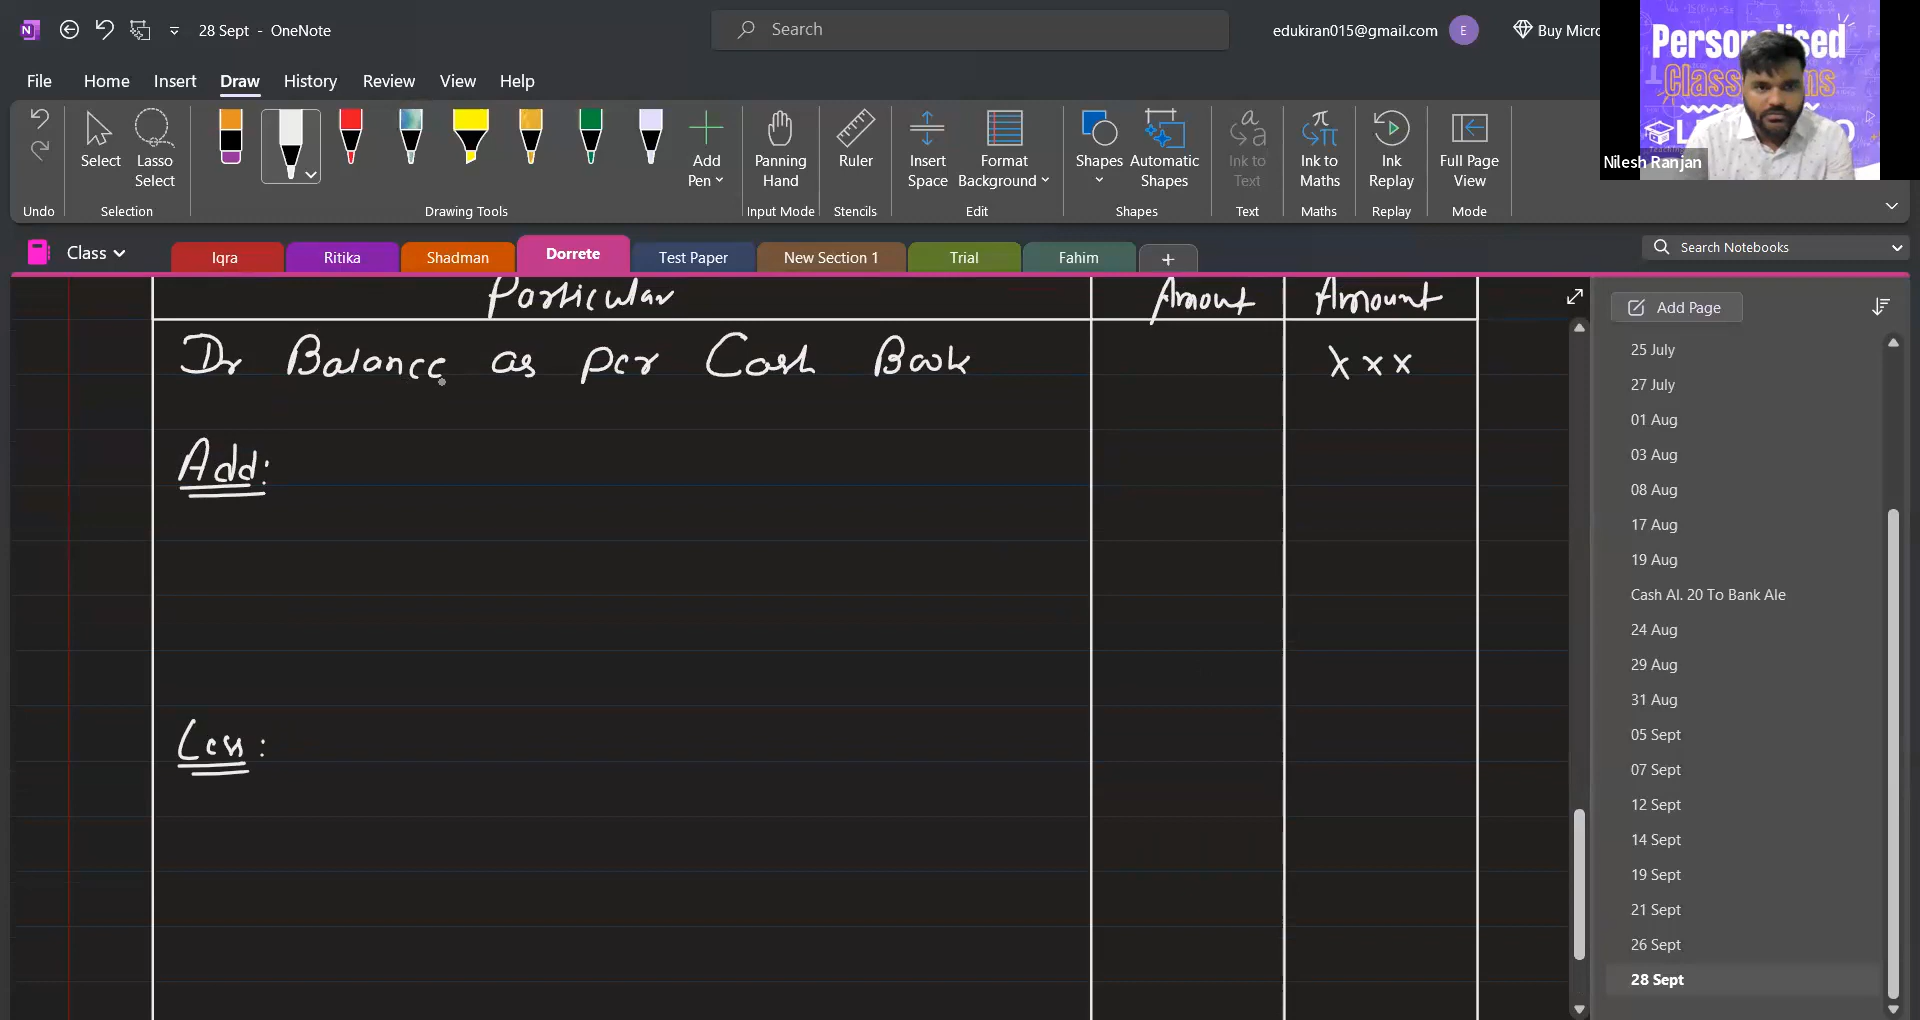 28 Sept - OneNote
Search
edukiran015@gmail.com
E
Buy Micro
File
Home
Insert
Draw
History
Review
View
Help
Undo
Select
Lasso Select
Selection
Drawing Tools
Add Pen
Panning Hand
Input Mode
Ruler
Stencils
Insert Space
Format Background
Edit
Shapes
Automatic Shapes
Shapes
Ink to Text
Text
Ink to Maths
Maths
Ink Replay
Replay
Full Page View
Mode
Personalised
Nilesh Ranjan
Class
Iqra
Ritika
Shadman
Dorrete
Test Paper
New Section 1
Trial
Fahim
+
Search Notebooks
Particular Amount Amount
Dr Balance as per Cash Book XXX
Add:
Less:
Add Page
25 July
27 July
01 Aug
03 Aug
08 Aug
17 Aug
19 Aug
Cash Al. 20 To Bank Ale
24 Aug
29 Aug
31 Aug
05 Sept
07 Sept
12 Sept
14 Sept
19 Sept
21 Sept
26 Sept
28 Sept